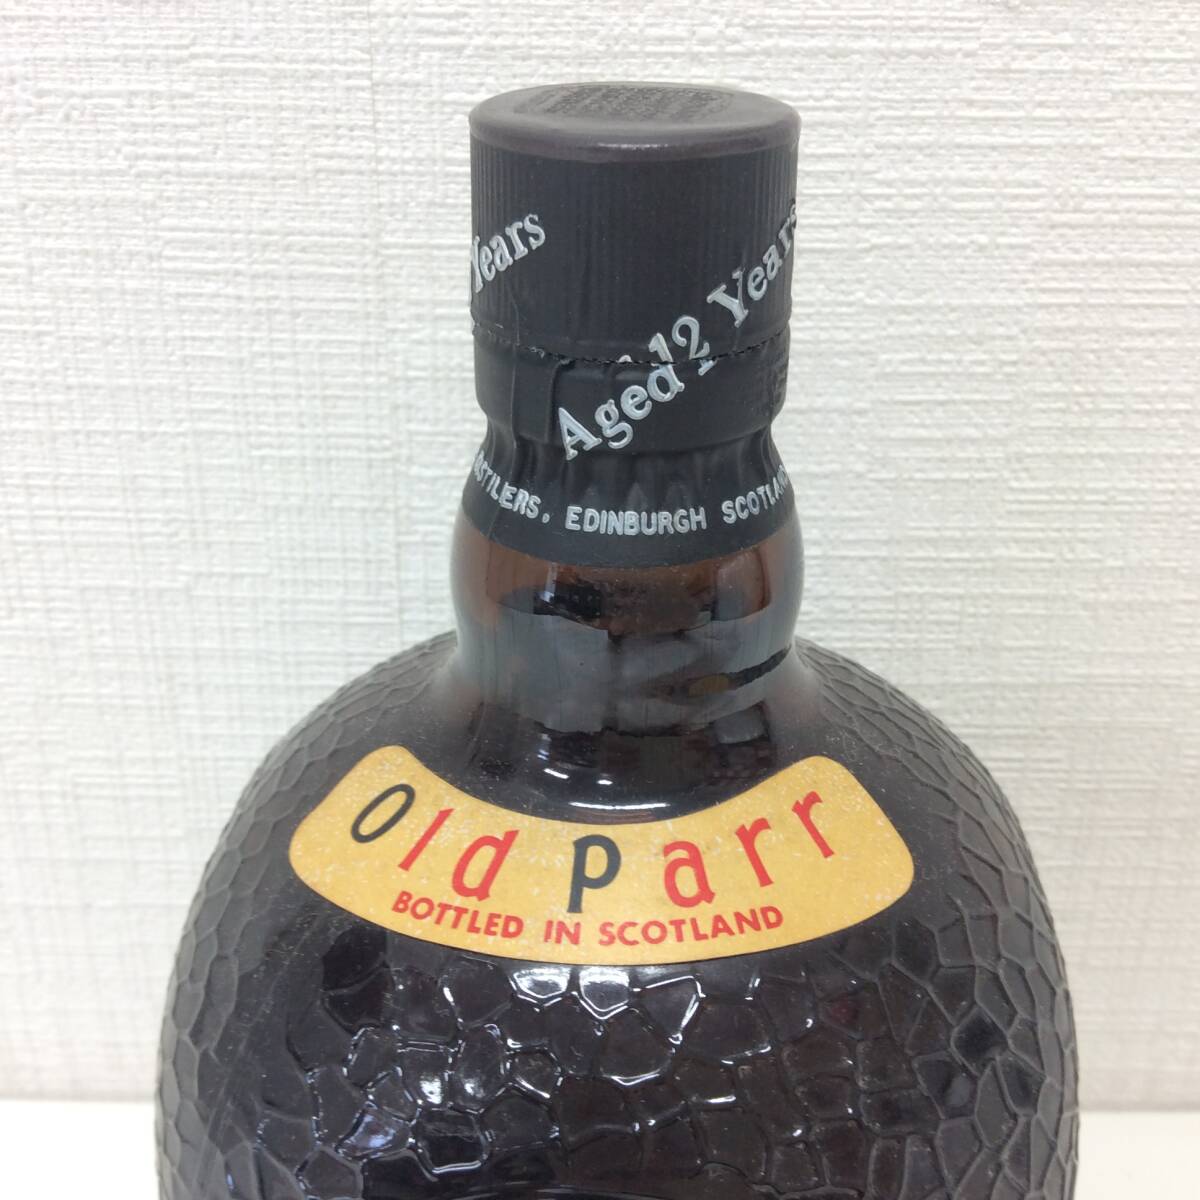 Years
Aged 12 Years
DISTILLERS, EDINBURGH SCOTLAND
Old Parr
BOTTLED IN SCOTLAND